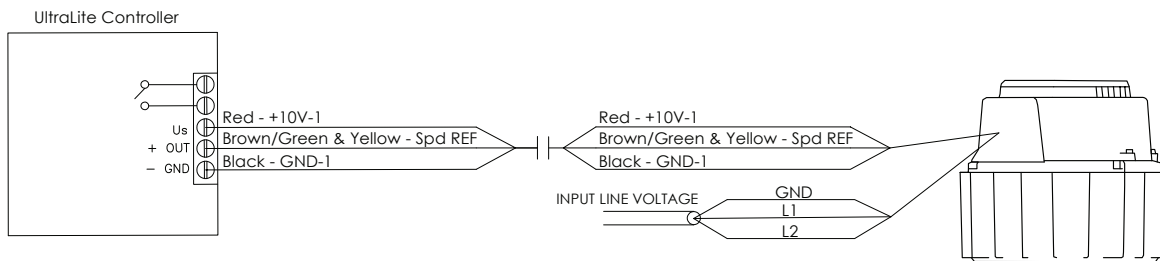 UltraLite Controller
Us
+ OUT
− GND
Red - +10V-1
Brown/Green & Yellow - Spd REF
Black - GND-1
Red - +10V-1
Brown/Green & Yellow - Spd REF
Black - GND-1
INPUT LINE VOLTAGE
GND
L1
L2